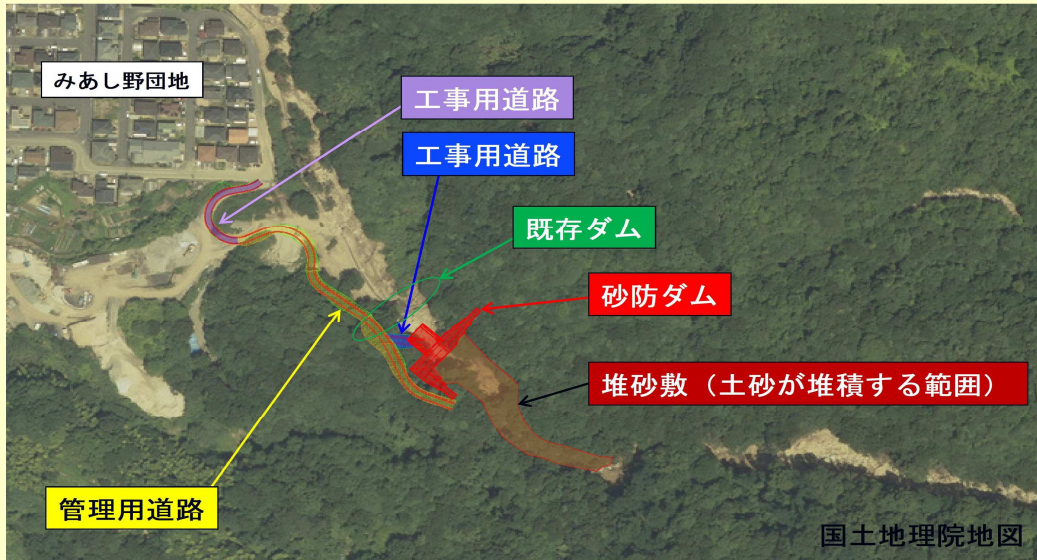 みあし野団地
工事用道路
工事用道路
既存ダム
砂防ダム
堆砂敷（土砂が堆積する範囲）
管理用道路
国土地理院地図